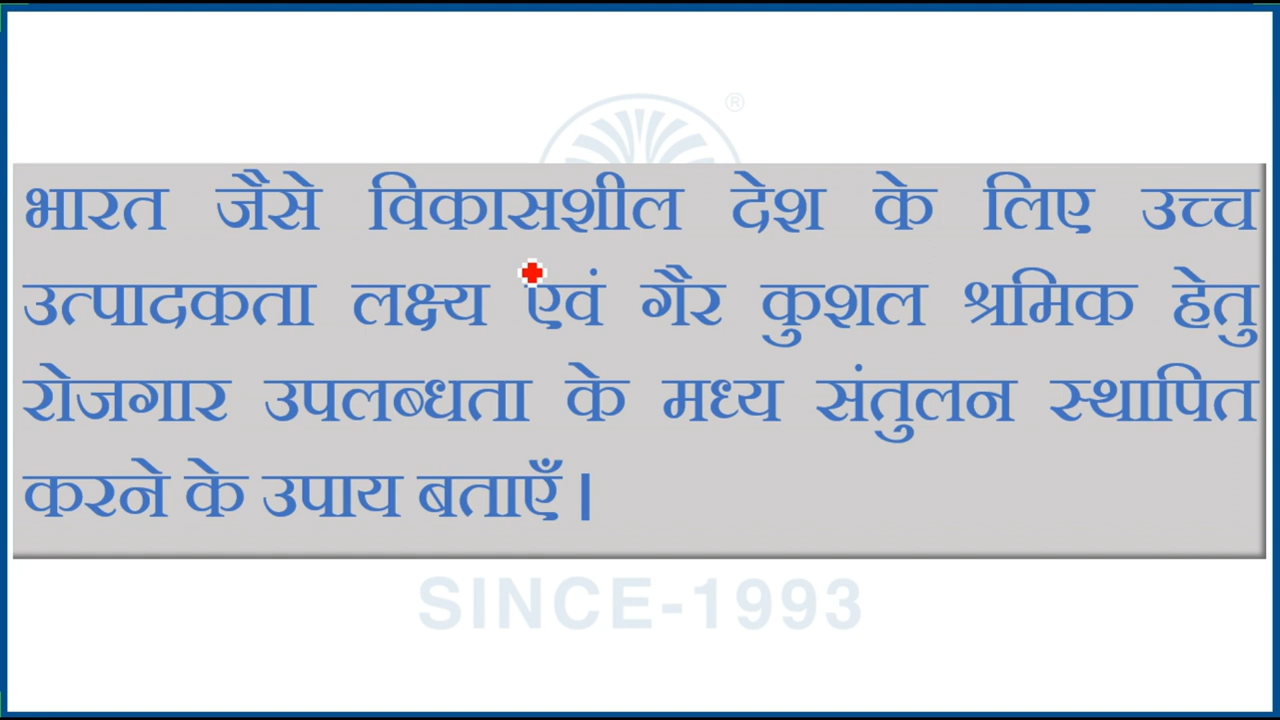 ®
भारत जैसे विकासशील देश के लिए उच्च
उत्पादकता लक्ष्य एवं गैर कुशल श्रमिक हेतु
रोजगार उपलब्धता के मध्य संतुलन स्थापित
करने के उपाय बताएँ।
SINCE-1993